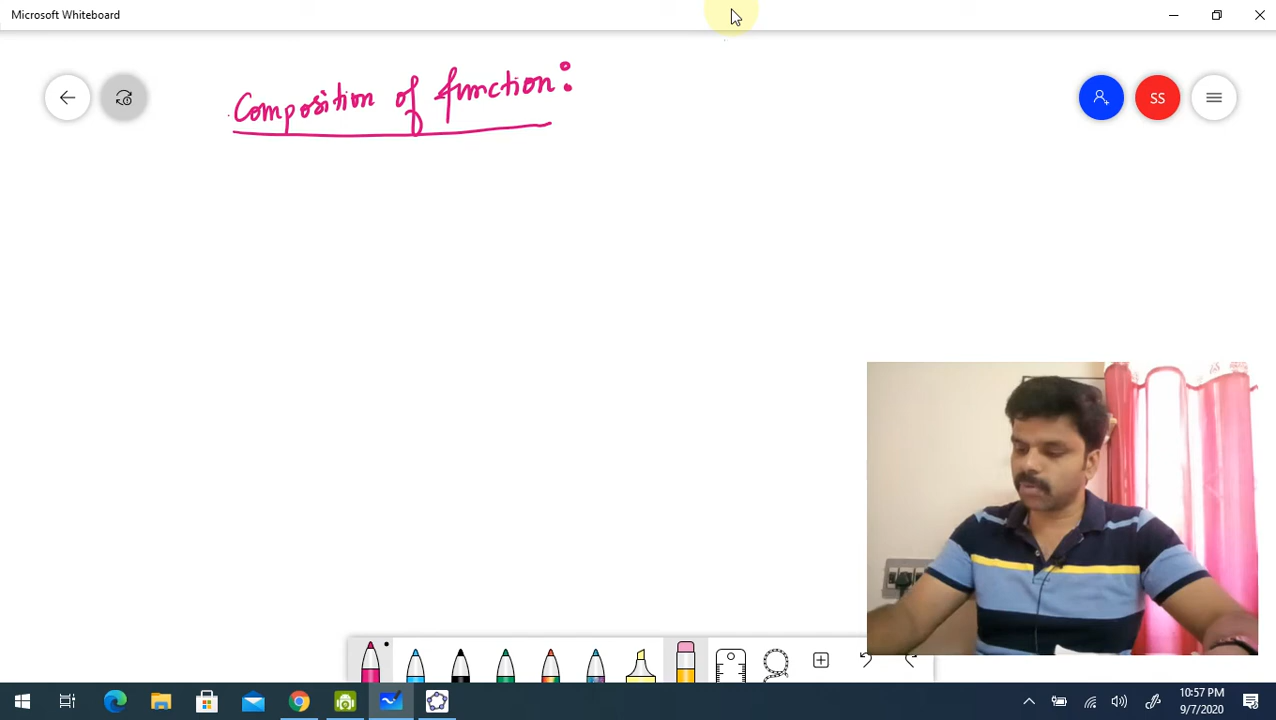 Microsoft Whiteboard
Composition of function:
SS
10:57 PM
9/7/2020